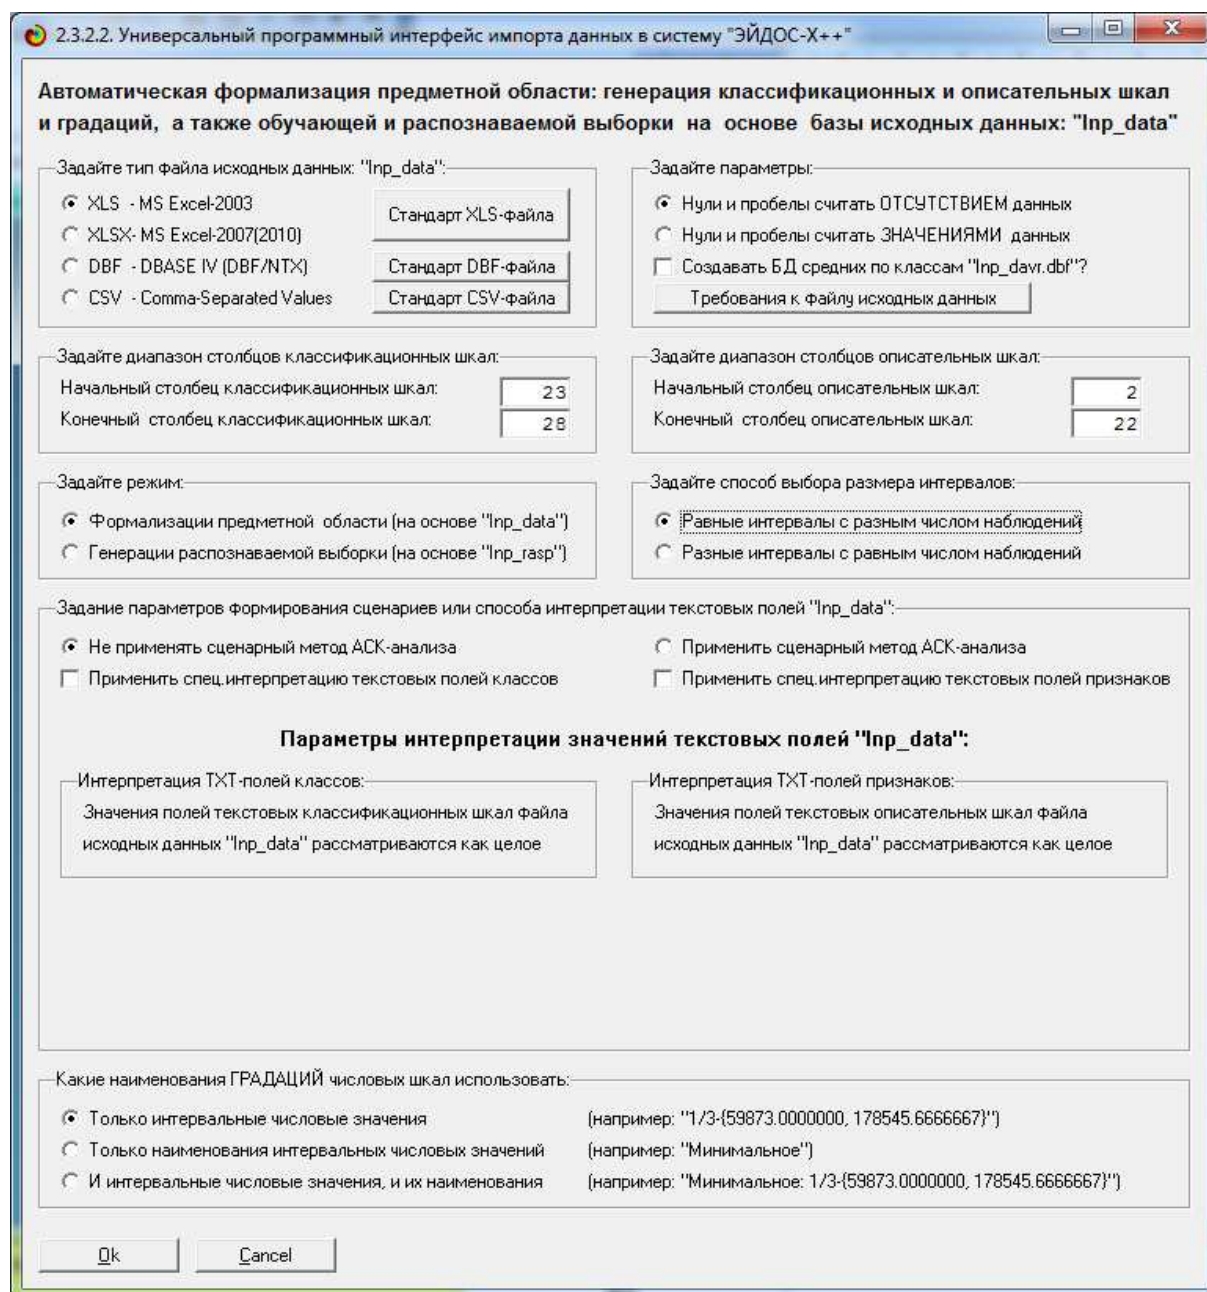 2.3.2.2. Универсальный программный интерфейс импорта данных в систему "ЭЙДОС-X++"
Автоматическая формализация предметной области: генерация классификационных и описательных шкал
и градаций, а также обучающей и распознаваемой выборки на основе базы исходных данных: "Inp_data"
Задайте тип файла исходных данных: "Inp_data":
XLS - MS Excel-2003
XLSX- MS Excel-2007(2010)
DBF - DBASE IV (DBF/NTX)
CSV - Comma-Separated Values
Стандарт XLS-файла
Стандарт DBF-файла
Стандарт CSV-файла
Задайте параметры:
Нули и пробелы считать ОТСУТСТВИЕМ данных
Нули и пробелы считать ЗНАЧЕНИЯМИ данных
Создавать БД средних по классам "Inp_davr.dbf"?
Требования к файлу исходных данных
Задайте диапазон столбцов классификационных шкал:
Начальный столбец классификационных шкал: 23
Конечный столбец классификационных шкал: 28
Задайте диапазон столбцов описательных шкал:
Начальный столбец описательных шкал: 2
Конечный столбец описательных шкал: 22
Задайте режим:
Формализации предметной области (на основе "Inp_data")
Генерации распознаваемой выборки (на основе "Inp_rasp")
Задайте способ выбора размера интервалов:
Равные интервалы с разным числом наблюдений
Разные интервалы с равным числом наблюдений
Задание параметров формирования сценариев или способа интерпретации текстовых полей "Inp_data":
Не применять сценарный метод АСК-анализа
Применить сценарный метод АСК-анализа
Применить спец.интерпретацию текстовых полей классов
Применить спец.интерпретацию текстовых полей признаков
Параметры интерпретации значений текстовых полей "Inp_data":
Интерпретация TXT-полей классов:
Значения полей текстовых классификационных шкал файла
исходных данных "Inp_data" рассматриваются как целое
Интерпретация TXT-полей признаков:
Значения полей текстовых описательных шкал файла
исходных данных "Inp_data" рассматриваются как целое
Какие наименования ГРАДАЦИЙ числовых шкал использовать:
Только интервальные числовые значения (например: "1/3-{59873.0000000, 178545.6666667}")
Только наименования интервальных числовых значений (например: "Минимальное")
И интервальные числовые значения, и их наименования (например: "Минимальное: 1/3-{59873.0000000, 178545.6666667}")
Ok
Cancel